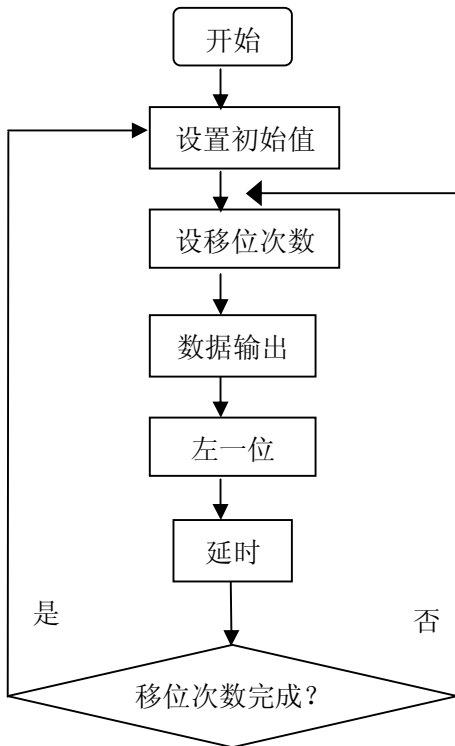 开始
设置初始值
设移位次数
数据输出
左一位
延时
是
否
移位次数完成？